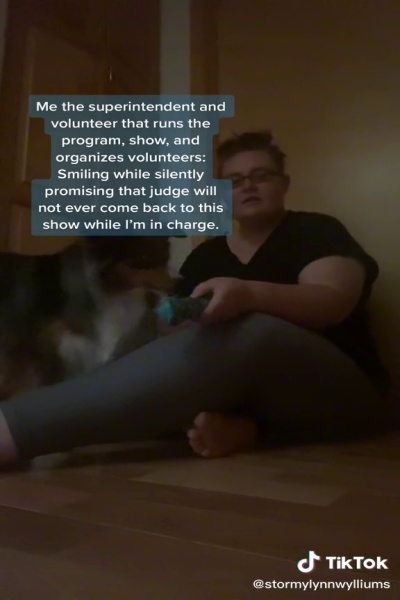 Me the superintendent and
volunteer that runs the
program, show, and
organizes volunteers:
Smiling while silently
promising that judge will
not ever come back to this
show while I'm in charge.
TikTok
@stormylynnwylliums